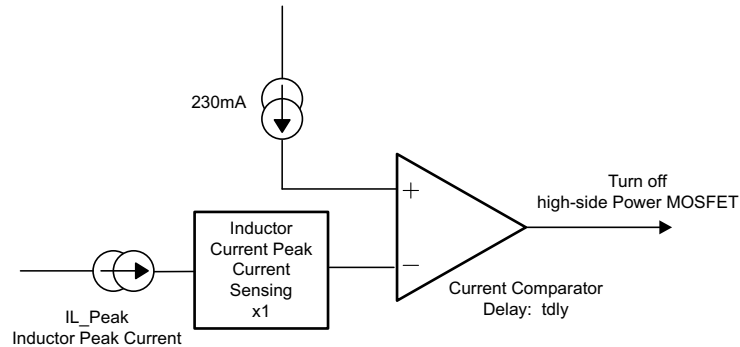 230mA
+
−
Turn off
high-side Power MOSFET
Inductor
Current Peak
Current
Sensing
x1
Current Comparator
Delay: tdly
IL_Peak
Inductor Peak Current